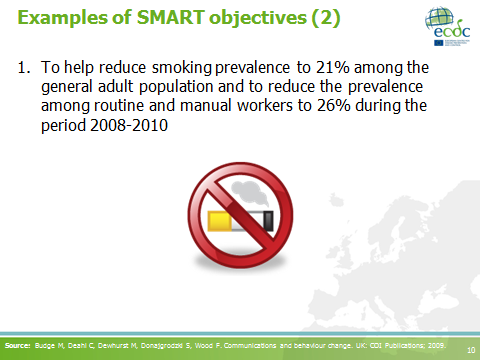 Examples of SMART objectives (2)
ecdc
1. To help reduce smoking prevalence to 21% among the
general adult population and to reduce the prevalence
among routine and manual workers to 26% during the
period 2008-2010
Source: Budge M, Deahl C, Dewhurst M, Donajgrodzki S, Wood F. Communications and behaviour change. UK: COI Publications; 2009.
10